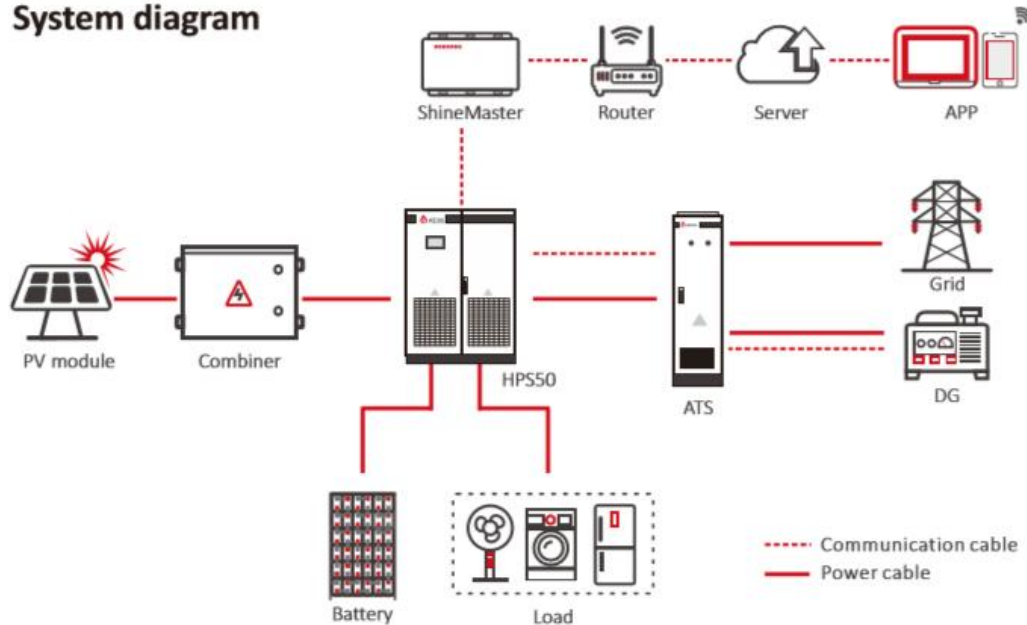 System diagram
ShineMaster
Router
Server
APP
Grid
PV module
Combiner
HPS50
ATS
DG
Battery
Load
Communication cable
Power cable